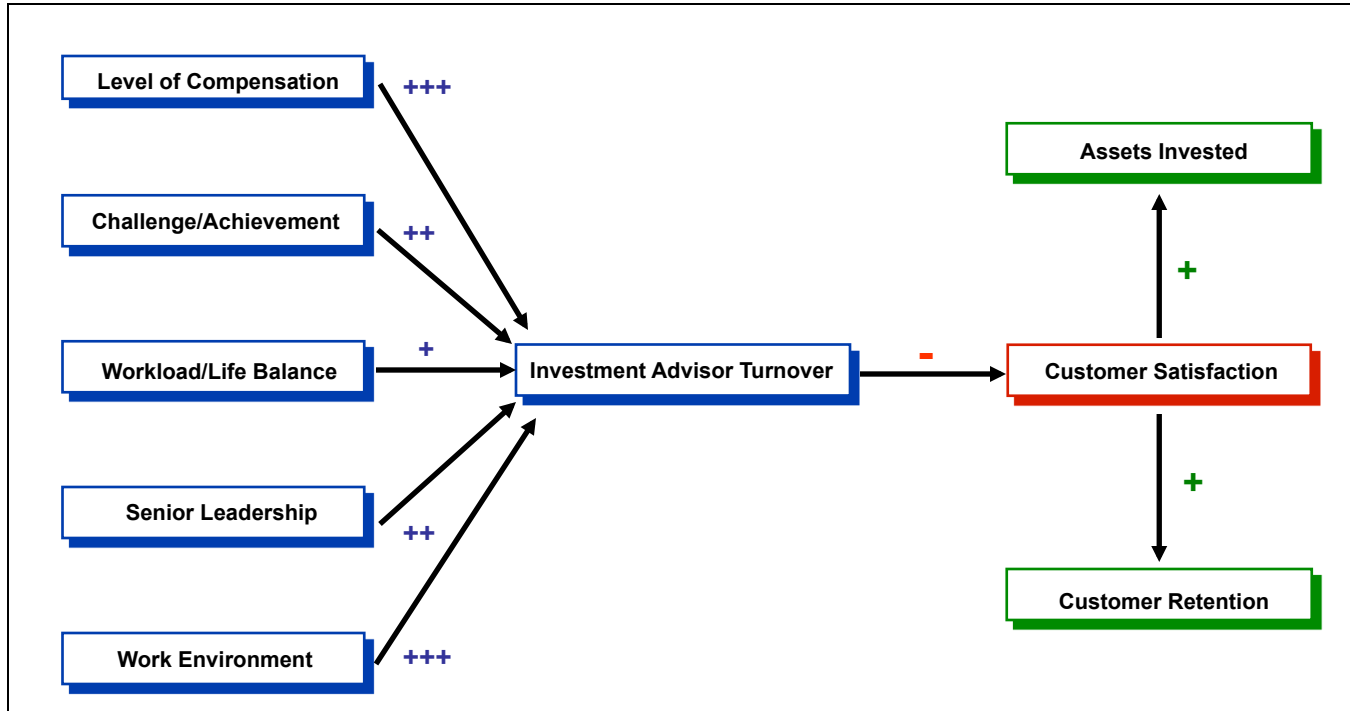 Level of Compensation
+++
Challenge/Achievement
++
Workload/Life Balance
+
Senior Leadership
++
Work Environment
+++
Investment Advisor Turnover
-
Assets Invested
+
Customer Satisfaction
+
Customer Retention